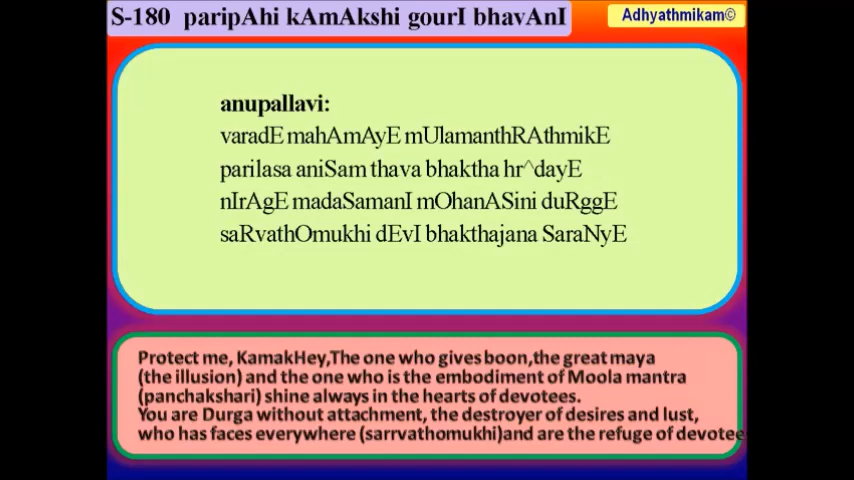 S-180 paripAhi kAmAkshi gourI bhavAnI
Adhyathmikam©
anupallavi:
varadE mahAmAyE mUlamanthRAthmikE
parilasa aniSam thava bhaktha hr^dayE
nIrAgE madaSamanI mOhanASini duRggE
saRvathOmukhi dEvI bhakthajana SaraNyE
Protect me, KamakHey,The one who gives boon,the great maya
(the illusion) and the one who is the embodiment of Moola mantra
(panchakshari) shine always in the hearts of devotees.
You are Durga without attachment, the destroyer of desires and lust,
who has faces everywhere (sarrvathomukhi)and are the refuge of devotee